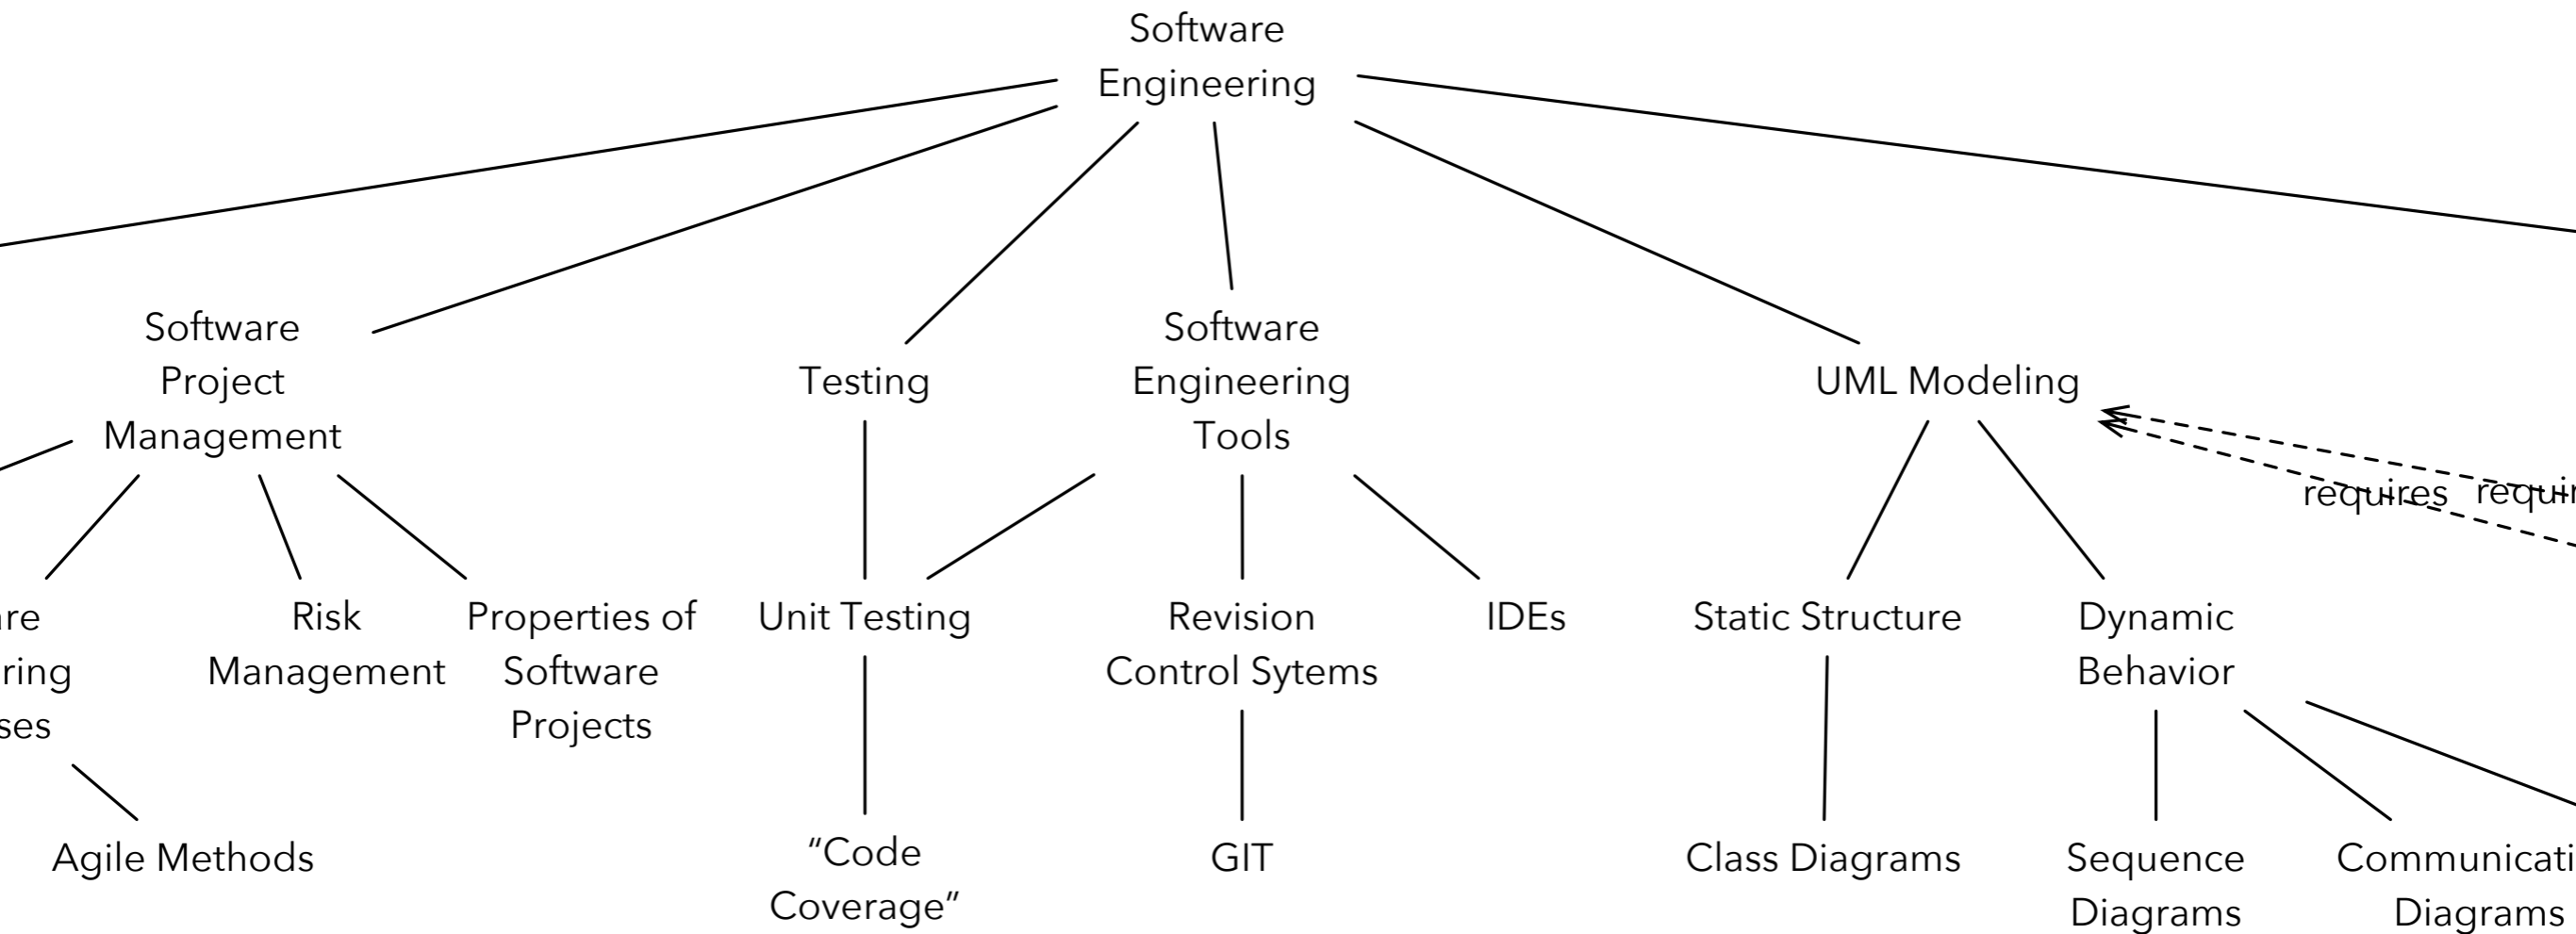 Software
Engineering
Software
Project
Management
Testing
Software
Engineering
Tools
UML Modeling
requires
Risk
Management
Properties of
Software
Projects
Unit Testing
Revision
Control Sytems
IDEs
Static Structure
Dynamic
Behavior
Agile Methods
“Code
Coverage”
GIT
Class Diagrams
Sequence
Diagrams
Diagrams